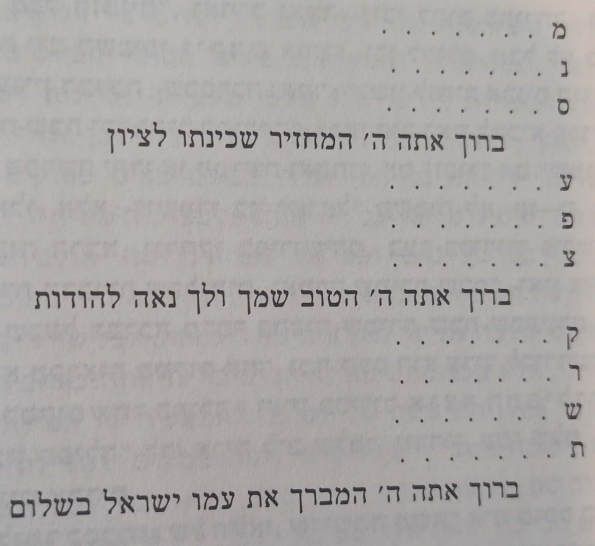 מ . . . . . . . . .
נ . . . . . . . . .
ס . . . . . . . . .
ברוך אתה ה׳ המחזיר שכינתו לציון
ע . . . . . . . . .
פ . . . . . . . . .
צ . . . . . . . . .
ברוך אתה ה׳ הטוב שמך ולך נאה להודות
ק . . . . . . . . .
ר . . . . . . . . .
ש . . . . . . . . .
ת . . . . . . . . .
ברוך אתה ה׳ המברך את עמו ישראל בשלום